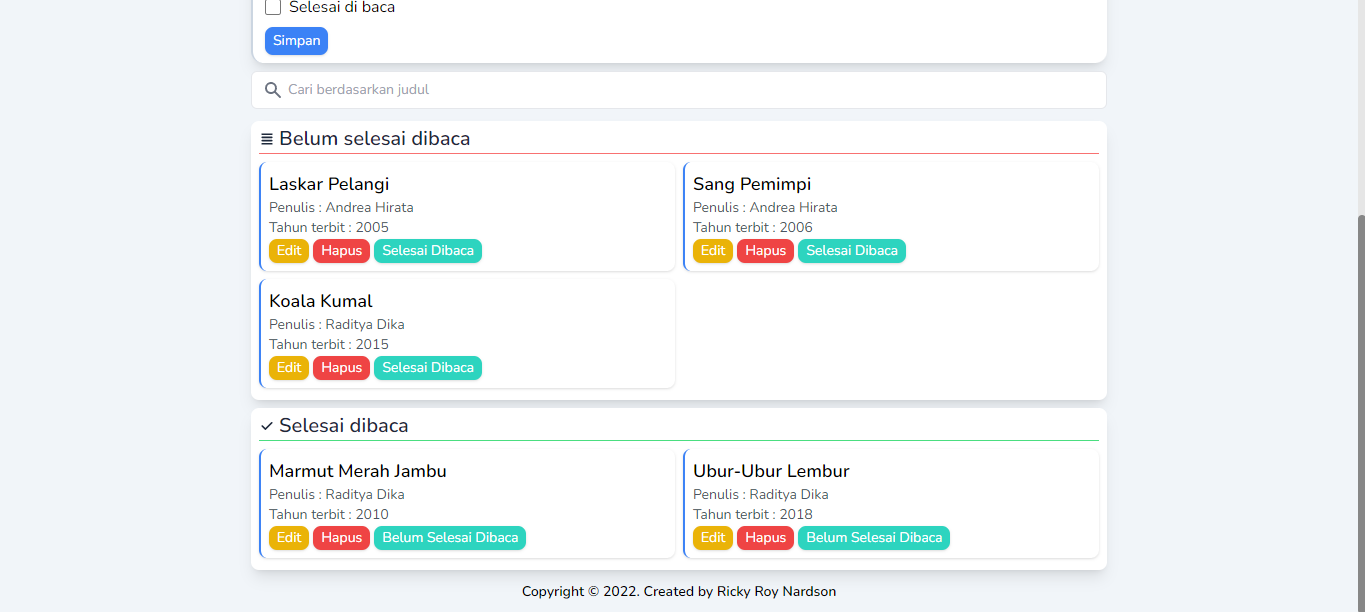 Selesai di baca
Simpan
Cari berdasarkan judul
Belum selesai dibaca
Laskar Pelangi
Penulis : Andrea Hirata
Tahun terbit : 2005
Edit Hapus Selesai Dibaca
Sang Pemimpi
Penulis : Andrea Hirata
Tahun terbit : 2006
Edit Hapus Selesai Dibaca
Koala Kumal
Penulis : Raditya Dika
Tahun terbit : 2015
Edit Hapus Selesai Dibaca
Selesai dibaca
Marmut Merah Jambu
Penulis : Raditya Dika
Tahun terbit : 2010
Edit Hapus Belum Selesai Dibaca
Ubur-Ubur Lembur
Penulis : Raditya Dika
Tahun terbit : 2018
Edit Hapus Belum Selesai Dibaca
Copyright © 2022. Created by Ricky Roy Nardson